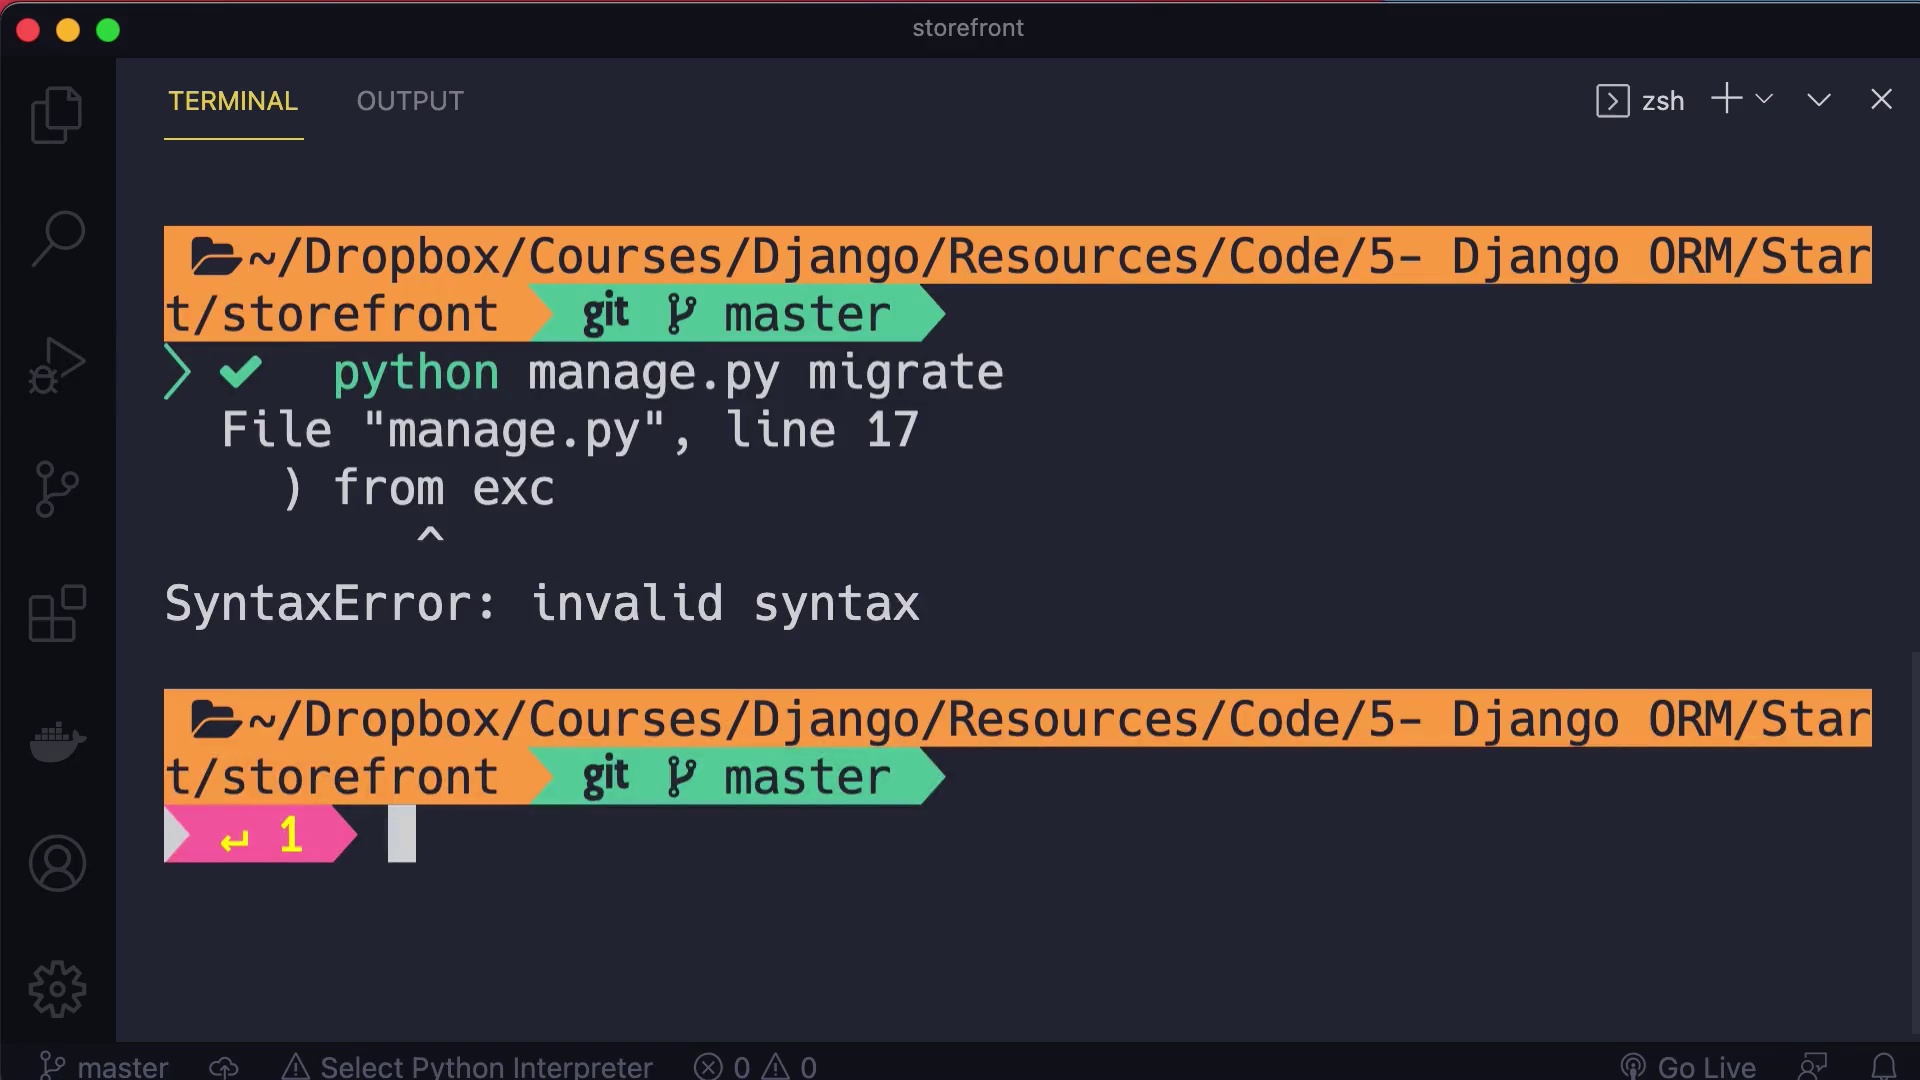 storefront
TERMINAL OUTPUT zsh
~/Dropbox/Courses/Django/Resources/Code/5- Django ORM/Star
t/storefront git master
python manage.py migrate
File "manage.py", line 17
) from exc
^
SyntaxError: invalid syntax
~/Dropbox/Courses/Django/Resources/Code/5- Django ORM/Star
t/storefront git master
↵ 1
master Select Python Interpreter 0 0 Go Live